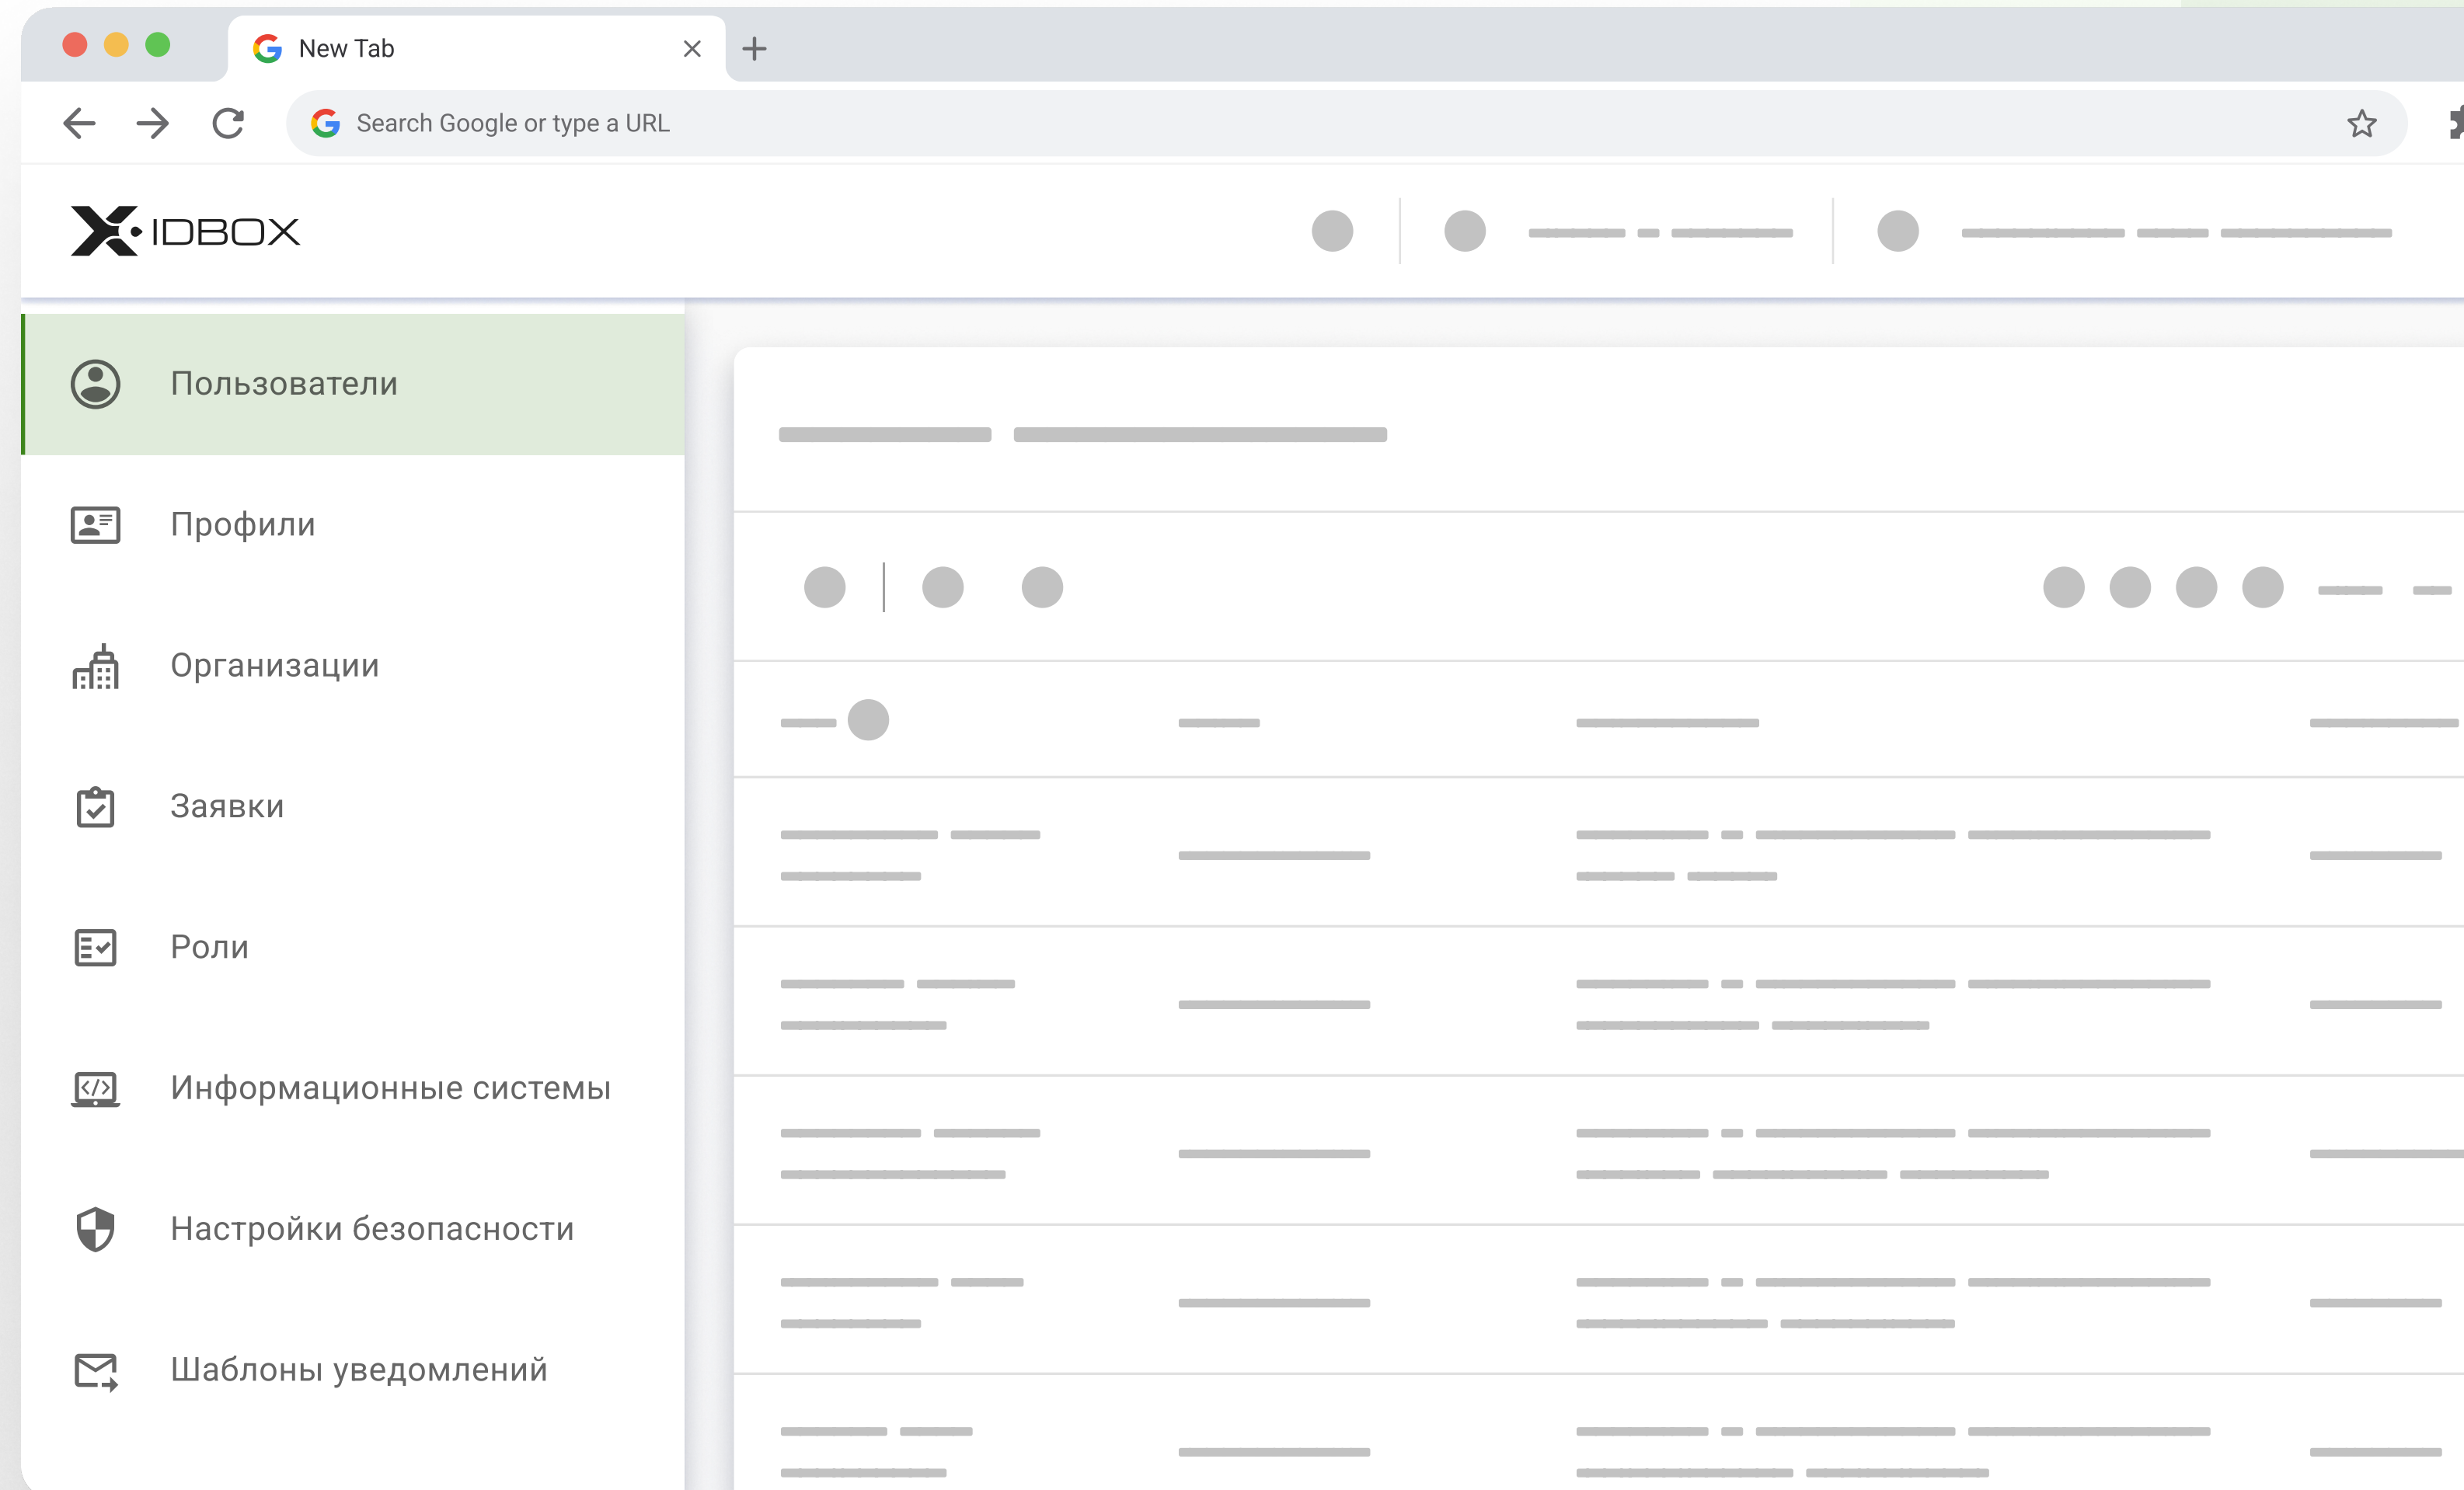 New Tab
Search Google or type a URL
IDBOX
Пользователи
Профили
Организации
Заявки
Роли
Информационные системы
Настройки безопасности
Шаблоны уведомлений